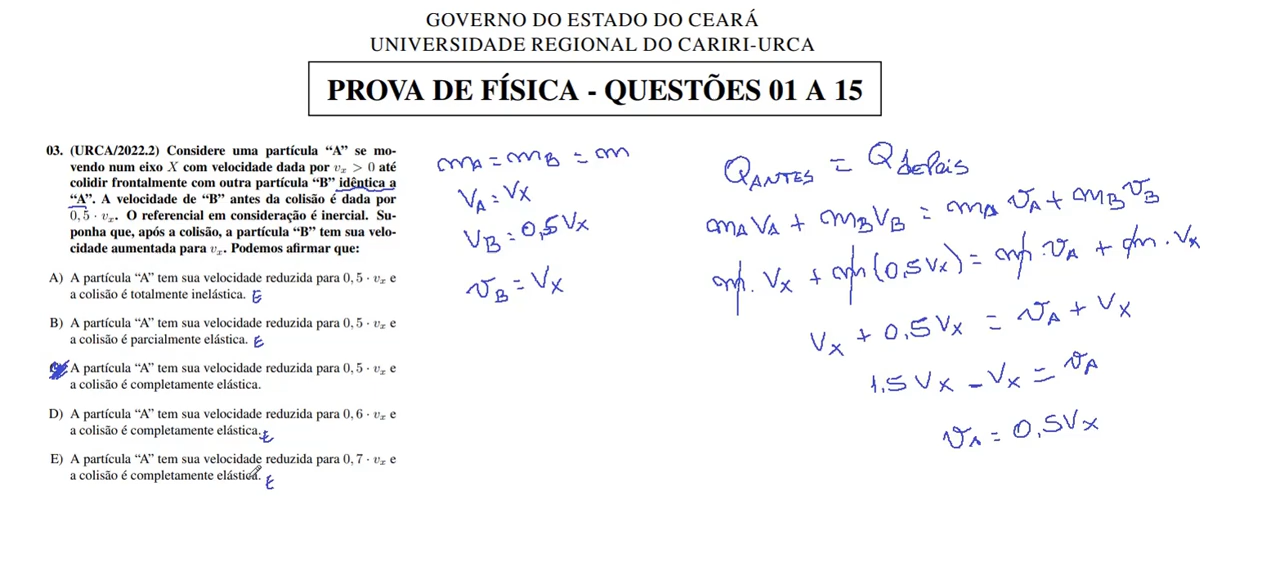 GOVERNO DO ESTADO DO CEARÁ
UNIVERSIDADE REGIONAL DO CARIRI-URCA
PROVA DE FÍSICA - QUESTÕES 01 A 15
03. (URCA/2022.2) Considere uma partícula “A” se mo-
vendo num eixo X com velocidade dada por vₓ > 0 até
colidir frontalmente com outra partícula “B” idêntica a
“A”. A velocidade de “B” antes da colisão é dada por
0, 5 · vₓ. O referencial em consideração é inercial. Su-
ponha que, após a colisão, a partícula “B” tem sua velo-
cidade aumentada para vₓ. Podemos afirmar que:
A) A partícula “A” tem sua velocidade reduzida para 0, 5 · vₓ e
a colisão é totalmente inelástica. E
B) A partícula “A” tem sua velocidade reduzida para 0, 5 · vₓ e
a colisão é parcialmente elástica. E
A partícula “A” tem sua velocidade reduzida para 0, 5 · vₓ e
a colisão é completamente elástica.
D) A partícula “A” tem sua velocidade reduzida para 0, 6 · vₓ e
a colisão é completamente elástica. E
E) A partícula “A” tem sua velocidade reduzida para 0, 7 · vₓ e
a colisão é completamente elástica. E
mA = mB = m
VA = Vx
VB = 0,5Vx
vB = Vx
QANTES = Qdepois
mA VA + mB VB = mA vA + mB vB
m. Vx + m(0,5Vx) = m. vA + m. Vx
Vx + 0,5Vx = vA + Vx
1,5Vx - Vx = vA
vA = 0,5Vx